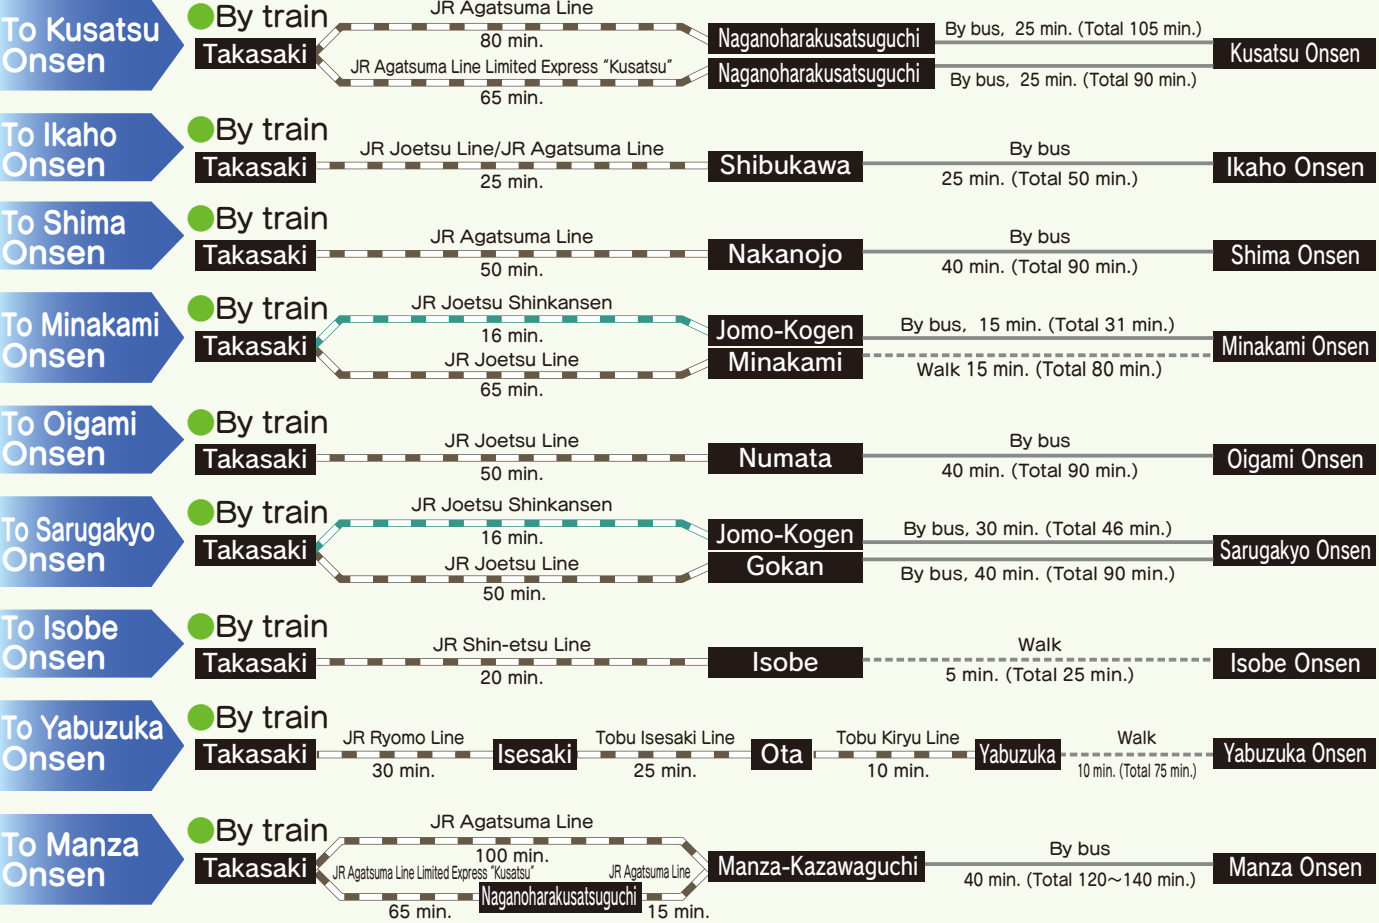 To Kusatsu
Onsen
By train
Takasaki
JR Agatsuma Line
80 min.
JR Agatsuma Line Limited Express “Kusatsu”
65 min.
Naganoharakusatsuguchi
Naganoharakusatsuguchi
By bus, 25 min. (Total 105 min.)
By bus, 25 min. (Total 90 min.)
Kusatsu Onsen
To Ikaho
Onsen
By train
Takasaki
JR Joetsu Line/JR Agatsuma Line
25 min.
Shibukawa
By bus
25 min. (Total 50 min.)
Ikaho Onsen
To Shima
Onsen
By train
Takasaki
JR Agatsuma Line
50 min.
Nakanojo
By bus
40 min. (Total 90 min.)
Shima Onsen
To Minakami
Onsen
By train
Takasaki
JR Joetsu Shinkansen
16 min.
JR Joetsu Line
65 min.
Jomo-Kogen
Minakami
By bus, 15 min. (Total 31 min.)
Walk 15 min. (Total 80 min.)
Minakami Onsen
To Oigami
Onsen
By train
Takasaki
JR Joetsu Line
50 min.
Numata
By bus
40 min. (Total 90 min.)
Oigami Onsen
To Sarugakyo
Onsen
By train
Takasaki
JR Joetsu Shinkansen
16 min.
JR Joetsu Line
50 min.
Jomo-Kogen
Gokan
By bus, 30 min. (Total 46 min.)
By bus, 40 min. (Total 90 min.)
Sarugakyo Onsen
To Isobe
Onsen
By train
Takasaki
JR Shin-etsu Line
20 min.
Isobe
Walk
5 min. (Total 25 min.)
Isobe Onsen
To Yabuzuka
Onsen
By train
Takasaki
JR Ryomo Line
30 min.
Isesaki
Tobu Isesaki Line
25 min.
Ota
Tobu Kiryu Line
10 min.
Yabuzuka
Walk
10 min. (Total 75 min.)
Yabuzuka Onsen
To Manza
Onsen
By train
Takasaki
JR Agatsuma Line
100 min.
JR Agatsuma Line Limited Express “Kusatsu”
65 min.
Naganoharakusatsuguchi
JR Agatsuma Line
15 min.
Manza-Kazawaguchi
By bus
40 min. (Total 120～140 min.)
Manza Onsen